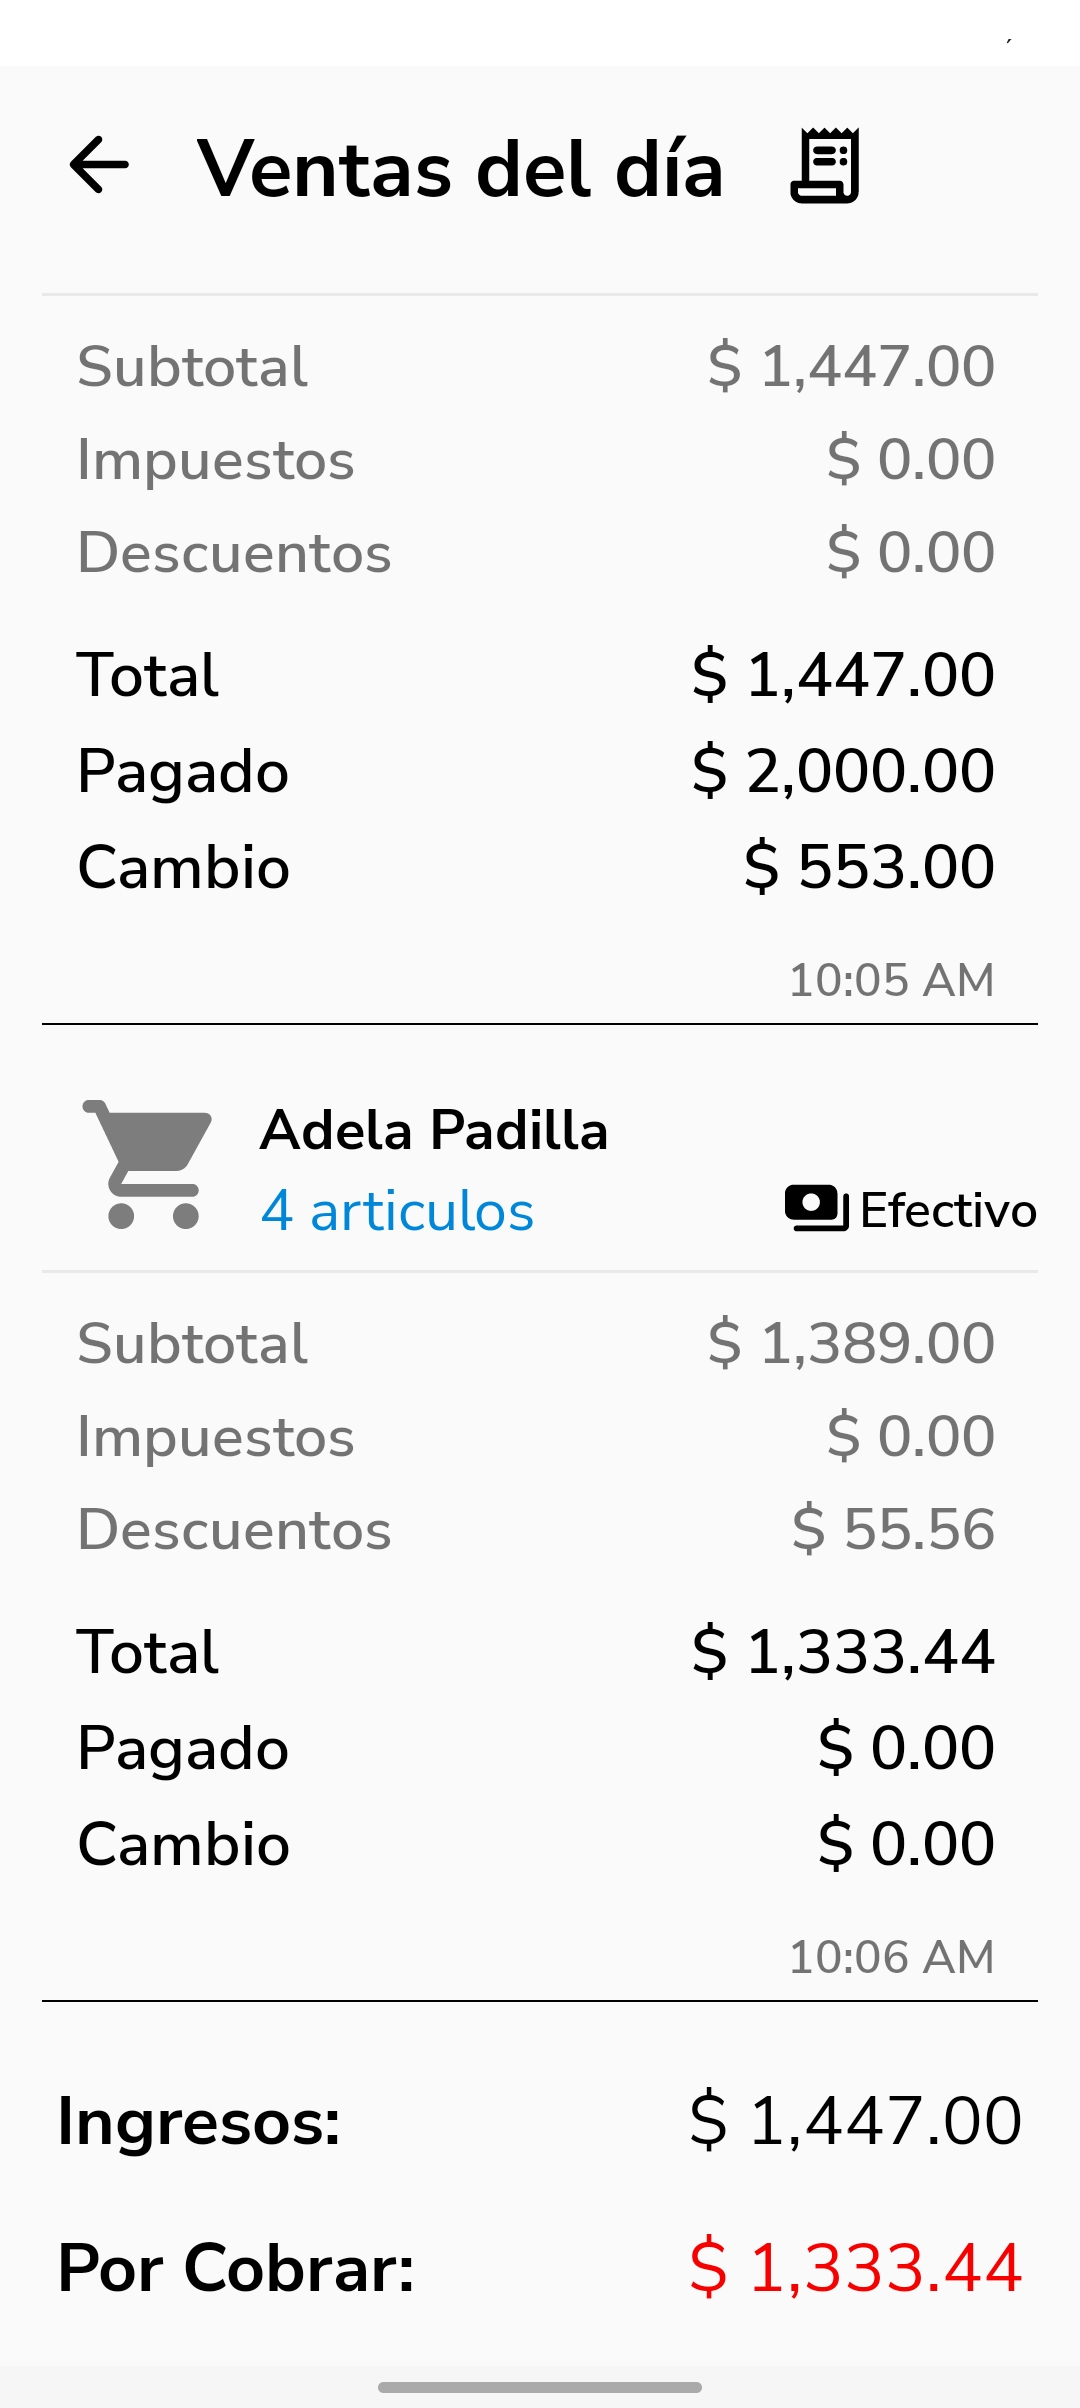 Ventas del día
Subtotal $ 1,447.00
Impuestos $ 0.00
Descuentos $ 0.00
Total $ 1,447.00
Pagado $ 2,000.00
Cambio $ 553.00
10:05 AM
Adela Padilla
4 articulos Efectivo
Subtotal $ 1,389.00
Impuestos $ 0.00
Descuentos $ 55.56
Total $ 1,333.44
Pagado $ 0.00
Cambio $ 0.00
10:06 AM
Ingresos: $ 1,447.00
Por Cobrar: $ 1,333.44